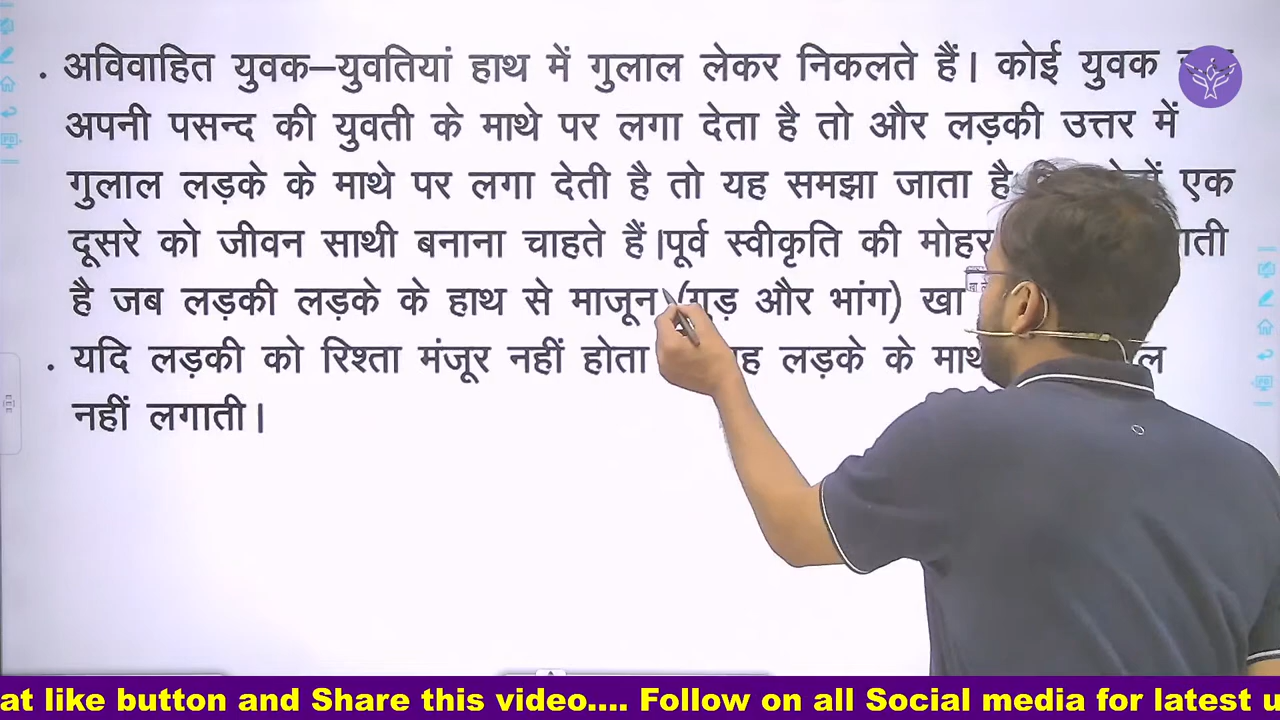 . अविवाहित युवक–युवतियां हाथ में गुलाल लेकर निकलते हैं। कोई युवक
अपनी पसन्द की युवती के माथे पर लगा देता है तो और लड़की उत्तर में
गुलाल लड़के के माथे पर लगा देती है तो यह समझा जाता है एक
दूसरे को जीवन साथी बनाना चाहते हैं।पूर्व स्वीकृति की मोहर
है जब लड़की लड़के के हाथ से माजून (गुड़ और भांग) खा
. यदि लड़की को रिश्ता मंजूर नहीं होता लड़के के
नहीं लगाती।
at like button and Share this video.... Follow on all Social media for latest